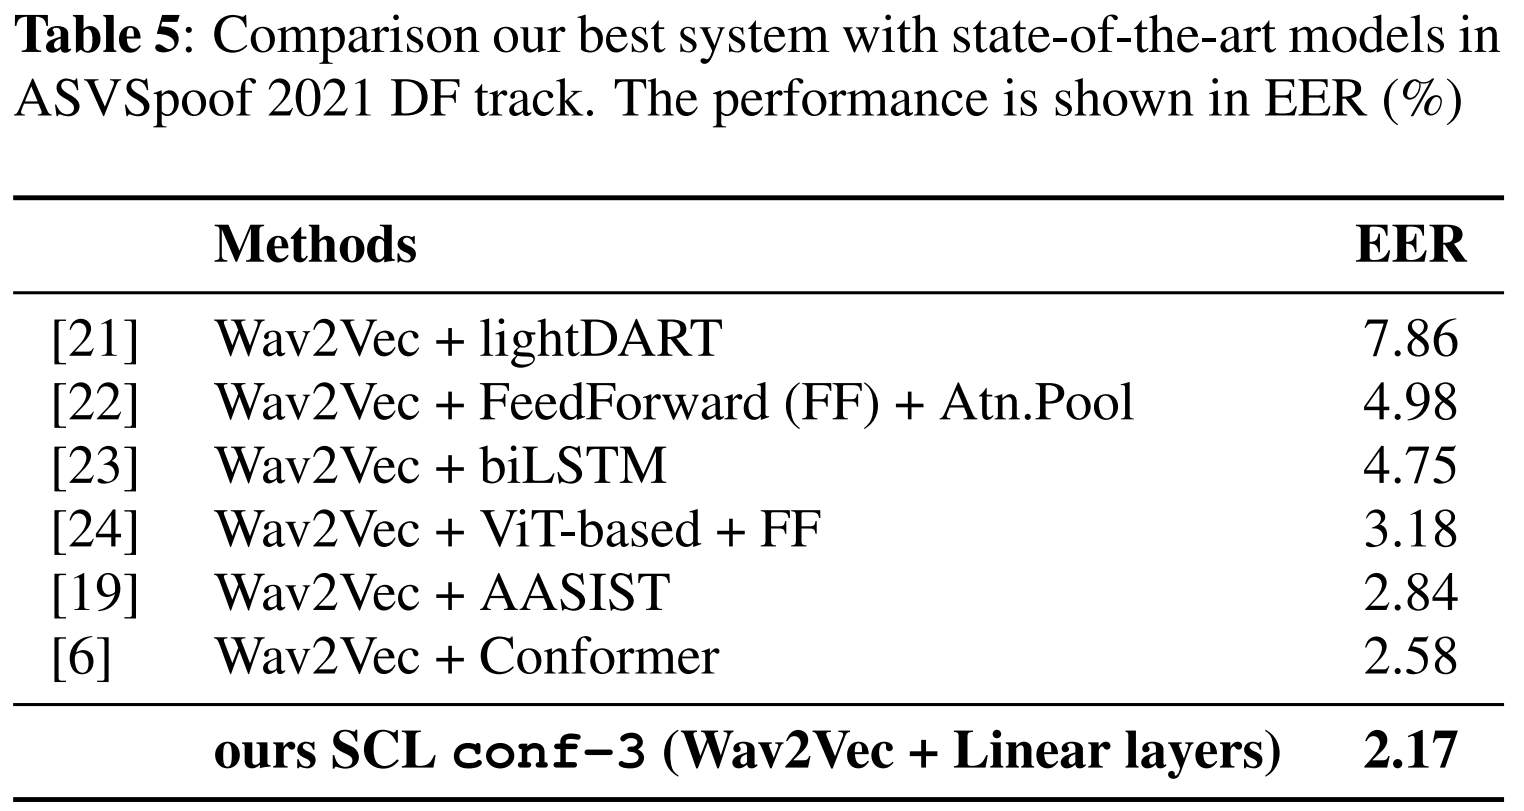 Table 5: Comparison our best system with state-of-the-art models in
ASVSpoof 2021 DF track. The performance is shown in EER (%)
Methods EER
[21] Wav2Vec + lightDART 7.86
[22] Wav2Vec + FeedForward (FF) + Atn.Pool 4.98
[23] Wav2Vec + biLSTM 4.75
[24] Wav2Vec + ViT-based + FF 3.18
[19] Wav2Vec + AASIST 2.84
[6] Wav2Vec + Conformer 2.58
ours SCL conf-3 (Wav2Vec + Linear layers) 2.17